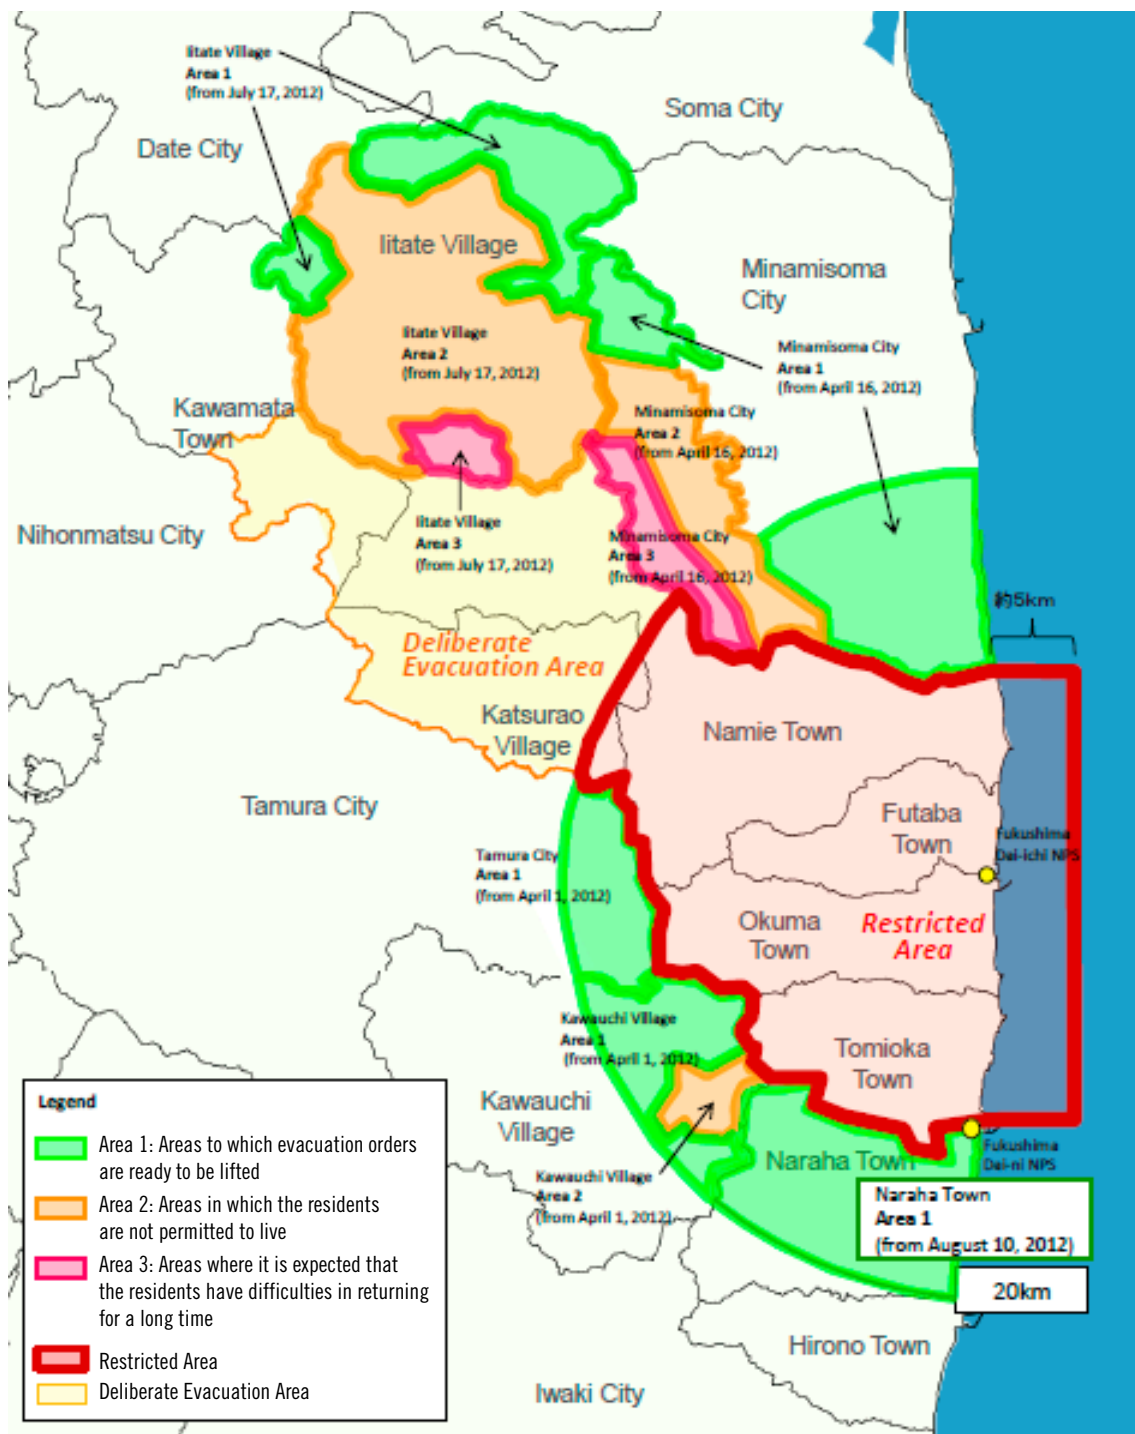 Iitate Village
Area 1
(from July 17, 2012)
Soma City
Date City
Iitate Village
Minamisoma
City
Iitate Village
Area 2
(from July 17, 2012)
Minamisoma City
Area 1
(from April 16, 2012)
Kawamata
Town
Minamisoma City
Area 2
(from April 16, 2012)
Nihonmatsu City
Iitate Village
Area 3
(from July 17, 2012)
Minamisoma City
Area 3
(from April 16, 2012)
約5km
Deliberate
Evacuation Area
Katsurao
Village
Namie Town
Tamura City
Futaba
Town
Fukushima
Dai-ichi NPS
Tamura City
Area 1
(from April 1, 2012)
Okuma
Town
Restricted
Area
Kawauchi Village
Area 1
(from April 1, 2012)
Tomioka
Town
Kawauchi
Village
Naraha Town
Fukushima
Dai-ni NPS
Kawauchi Village
Area 2
(from April 1, 2012)
Naraha Town
Area 1
(from August 10, 2012)
20km
Hirono Town
Iwaki City
Legend
Area 1: Areas to which evacuation orders
are ready to be lifted
Area 2: Areas in which the residents
are not permitted to live
Area 3: Areas where it is expected that
the residents have difficulties in returning
for a long time
Restricted Area
Deliberate Evacuation Area